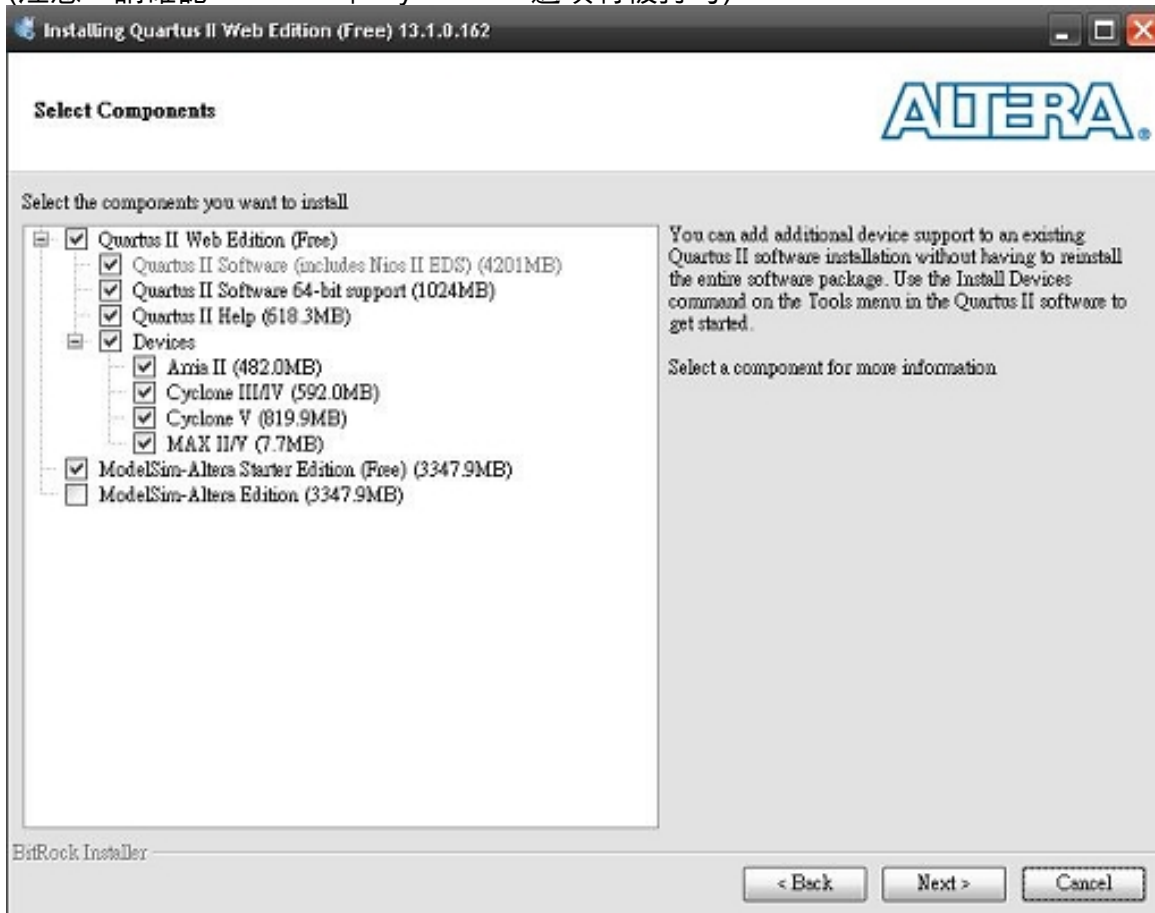 Installing Quartus II Web Edition (Free) 13.1.0.162
Select Components
ALTERA
Select the components you want to install
Quartus II Web Edition (Free)
Quartus II Software (includes Nios II EDS) (4201MB)
Quartus II Software 64-bit support (1024MB)
Quartus II Help (618.3MB)
Devices
Arria II (482.0MB)
Cyclone III/IV (592.0MB)
Cyclone V (819.9MB)
MAX II/V (7.7MB)
ModelSim-Altera Starter Edition (Free) (3347.9MB)
ModelSim-Altera Edition (3347.9MB)
You can add additional device support to an existing
Quartus II software installation without having to reinstall
the entire software package. Use the Install Devices
command on the Tools menu in the Quartus II software to
get started.
Select a component for more information
BitRock Installer
< Back
Next >
Cancel